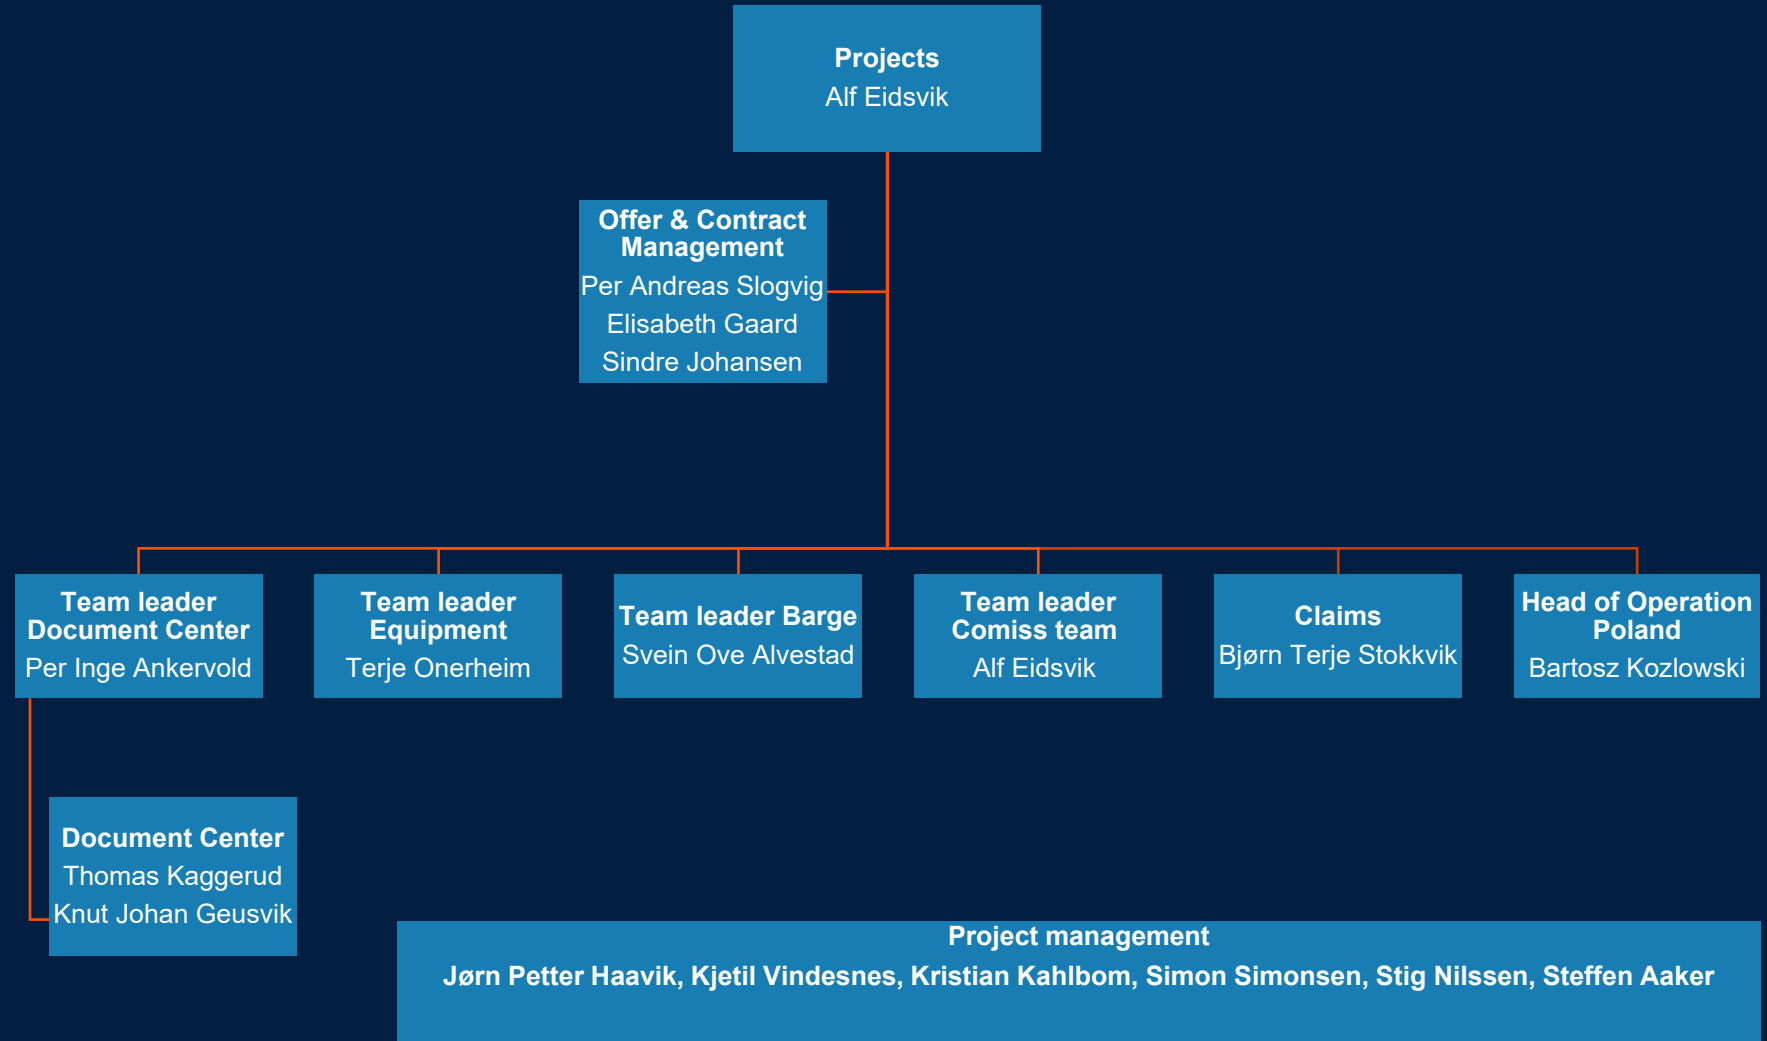 Projects
Alf Eidsvik
Offer & Contract
Management
Per Andreas Slogvig
Elisabeth Gaard
Sindre Johansen
Team leader
Document Center
Per Inge Ankervold
Team leader
Equipment
Terje Onerheim
Team leader Barge
Svein Ove Alvestad
Team leader
Comiss team
Alf Eidsvik
Claims
Bjørn Terje Stokkvik
Head of Operation
Poland
Bartosz Kozlowski
Document Center
Thomas Kaggerud
Knut Johan Geusvik
Project management
Jørn Petter Haavik, Kjetil Vindesnes, Kristian Kahlbom, Simon Simonsen, Stig Nilssen, Steffen Aaker